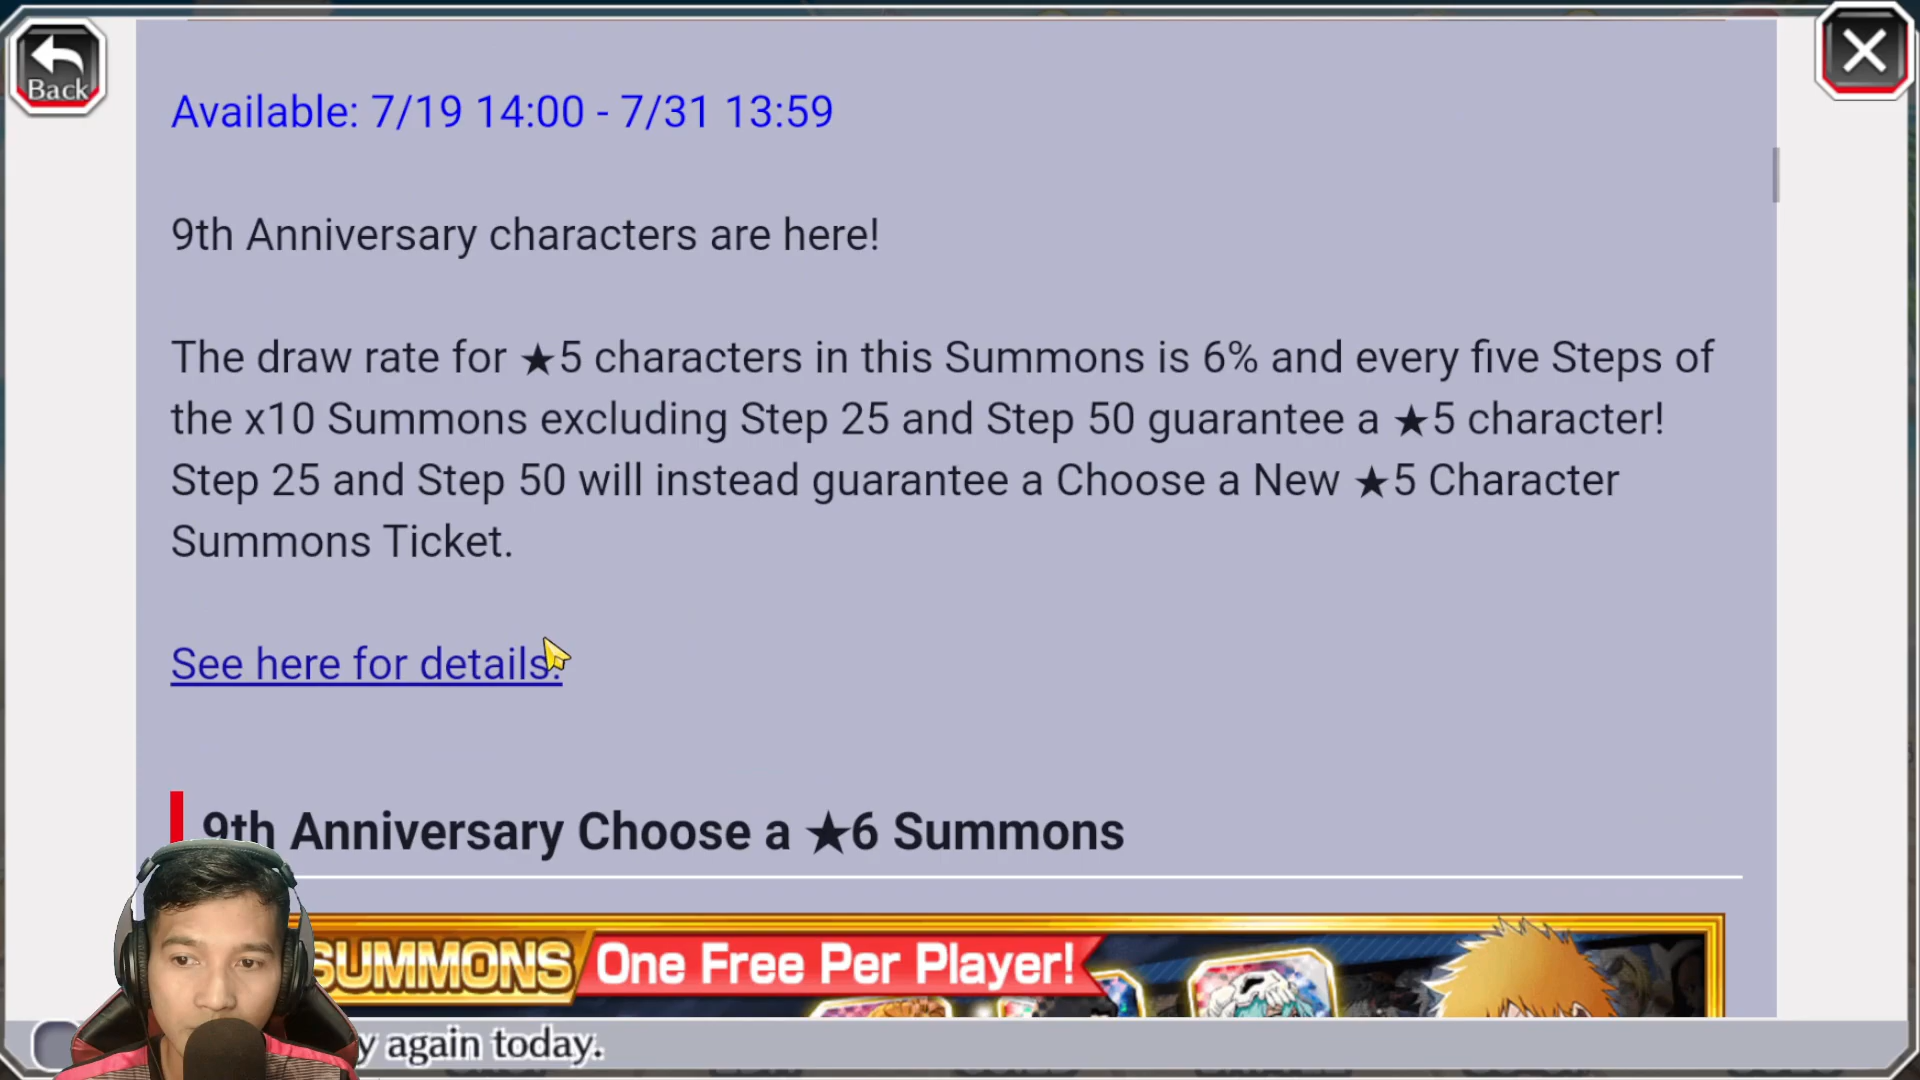 Back
Available: 7/19 14:00 - 7/31 13:59
9th Anniversary characters are here!
The draw rate for ★5 characters in this Summons is 6% and every five Steps of
the x10 Summons excluding Step 25 and Step 50 guarantee a ★5 character!
Step 25 and Step 50 will instead guarantee a Choose a New ★5 Character
Summons Ticket.
See here for details.
9th Anniversary Choose a ★6 Summons
SUMMONS One Free Per Player!
again today.